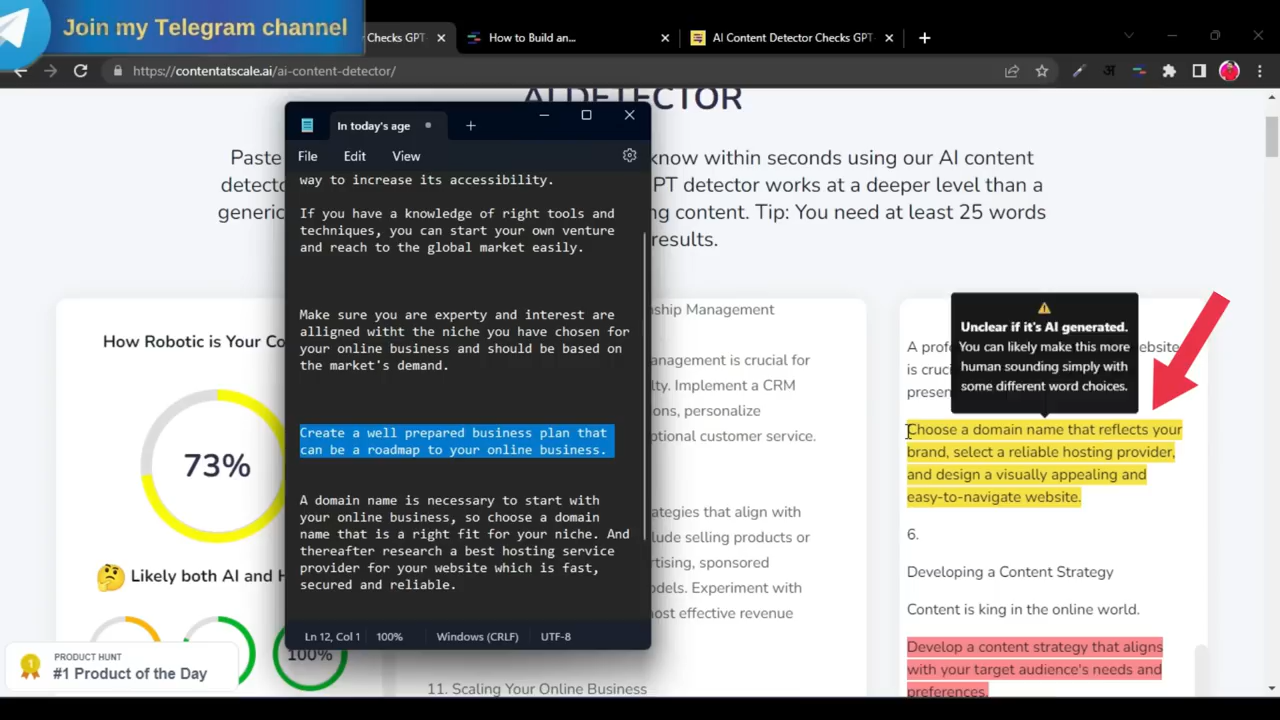 Join my Telegram channel
Checks GPT-
How to Build an...
AI Content Detector Checks GPT-
https://contentatscale.ai/ai-content-detector/
AI DETECTOR
Paste
know within seconds using our AI content
detecto
PT detector works at a deeper level than a
generic
ng content. Tip: You need at least 25 words
results.
In today's age
File
Edit
View
way to increase its accessibility.
If you have a knowledge of right tools and
techniques, you can start your own venture
and reach to the global market easily.
Make sure you are experty and interest are
alligned witht the niche you have chosen for
your online business and should be based on
the market's demand.
Create a well prepared business plan that
can be a roadmap to your online business.
A domain name is necessary to start with
your online business, so choose a domain
name that is a right fit for your niche. And
thereafter research a best hosting service
provider for your website which is fast,
secured and reliable.
Ln 12, Col 1
100%
Windows (CRLF)
UTF-8
How Robotic is Your Co
73%
Likely both AI and H
100%
PRODUCT HUNT
#1 Product of the Day
nship Management
anagement is crucial for
lty. Implement a CRM
ons, personalize
ptional customer service.
rategies that align with
lude selling products or
rtising, sponsored
odels. Experiment with
most effective revenue
11. Scaling Your Online Business
Unclear if it's AI generated.
You can likely make this more
human sounding simply with
some different word choices.
A prof
ebsite
is cruc
presen
Choose a domain name that reflects your
brand, select a reliable hosting provider,
and design a visually appealing and
easy-to-navigate website.
6.
Developing a Content Strategy
Content is king in the online world.
Develop a content strategy that aligns
with your target audience's needs and
preferences.